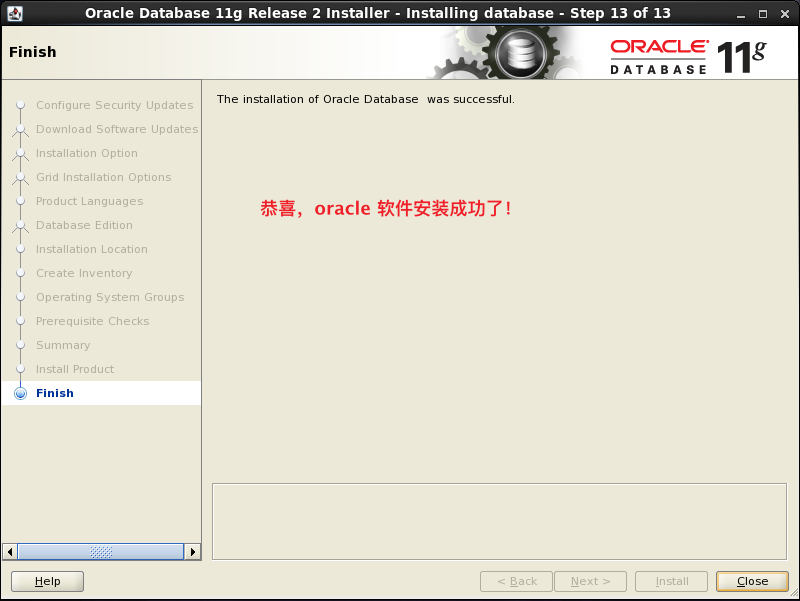 Oracle Database 11g Release 2 Installer - Installing database - Step 13 of 13
Finish
ORACLE
DATABASE 11g
Configure Security Updates
Download Software Updates
Installation Option
Grid Installation Options
Product Languages
Database Edition
Installation Location
Create Inventory
Operating System Groups
Prerequisite Checks
Summary
Install Product
Finish
The installation of Oracle Database  was successful.
恭喜，oracle 软件安装成功了！
Help
< Back
Next >
Install
Close